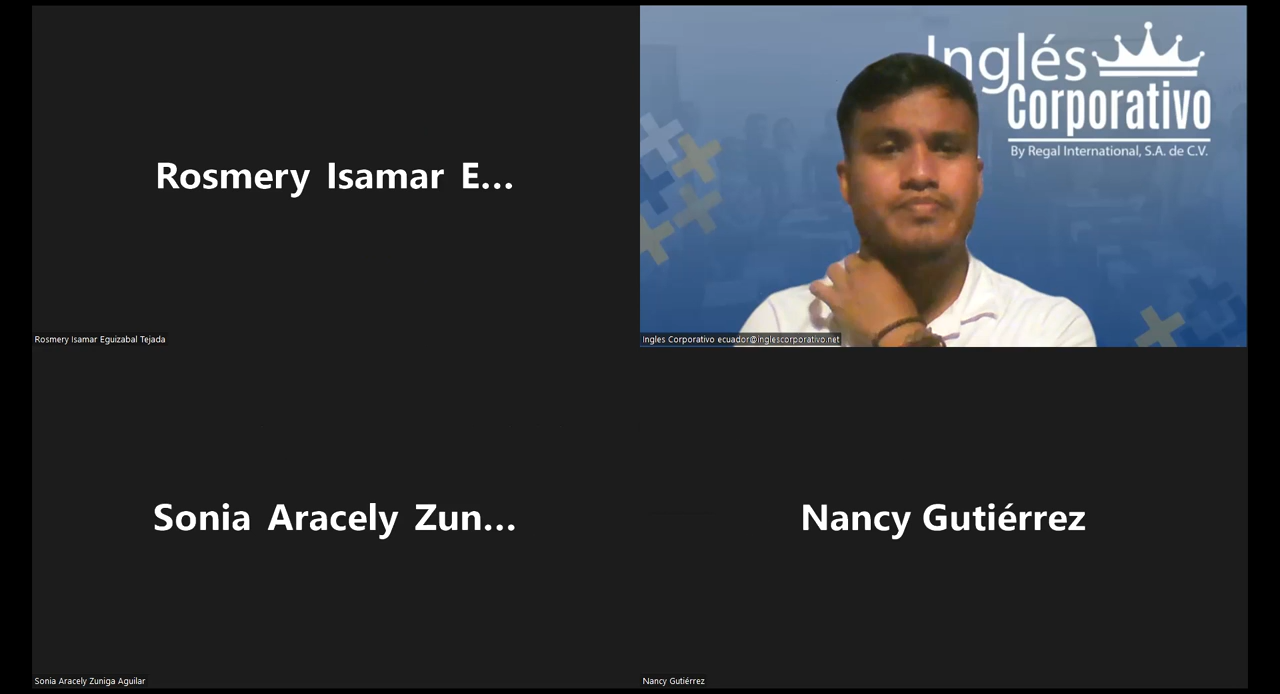 Rosmery Isamar E...
Rosmery Isamar Eguizabal Tejada
Inglés
Corporativo
By Regal International, S.A. de C.V.
Ingles Corporativo ecuador@inglescorporativo.net
Sonia Aracely Zun...
Sonia Aracely Zuniga Aguilar
Nancy Gutiérrez
Nancy Gutiérrez